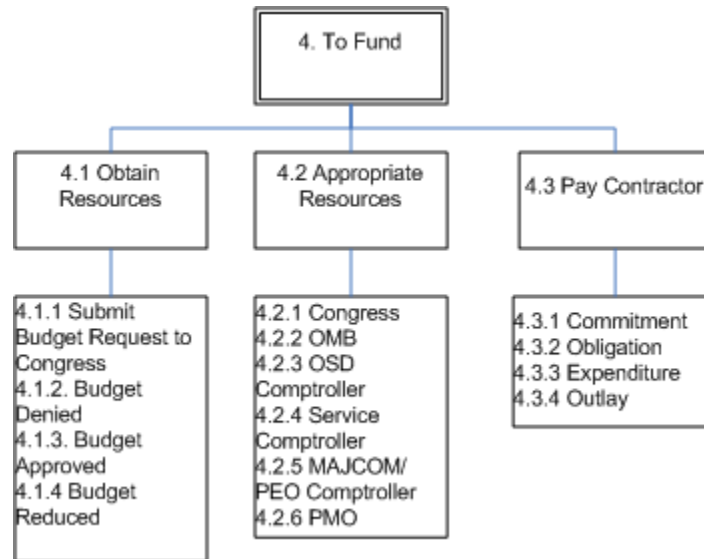 4. To Fund
4.1 Obtain
Resources
4.2 Appropriate
Resources
4.3 Pay Contractor
4.1.1 Submit
Budget Request to
Congress
4.1.2. Budget
Denied
4.1.3. Budget
Approved
4.1.4 Budget
Reduced
4.2.1 Congress
4.2.2 OMB
4.2.3 OSD
Comptroller
4.2.4 Service
Comptroller
4.2.5 MAJCOM/
PEO Comptroller
4.2.6 PMO
4.3.1 Commitment
4.3.2 Obligation
4.3.3 Expenditure
4.3.4 Outlay